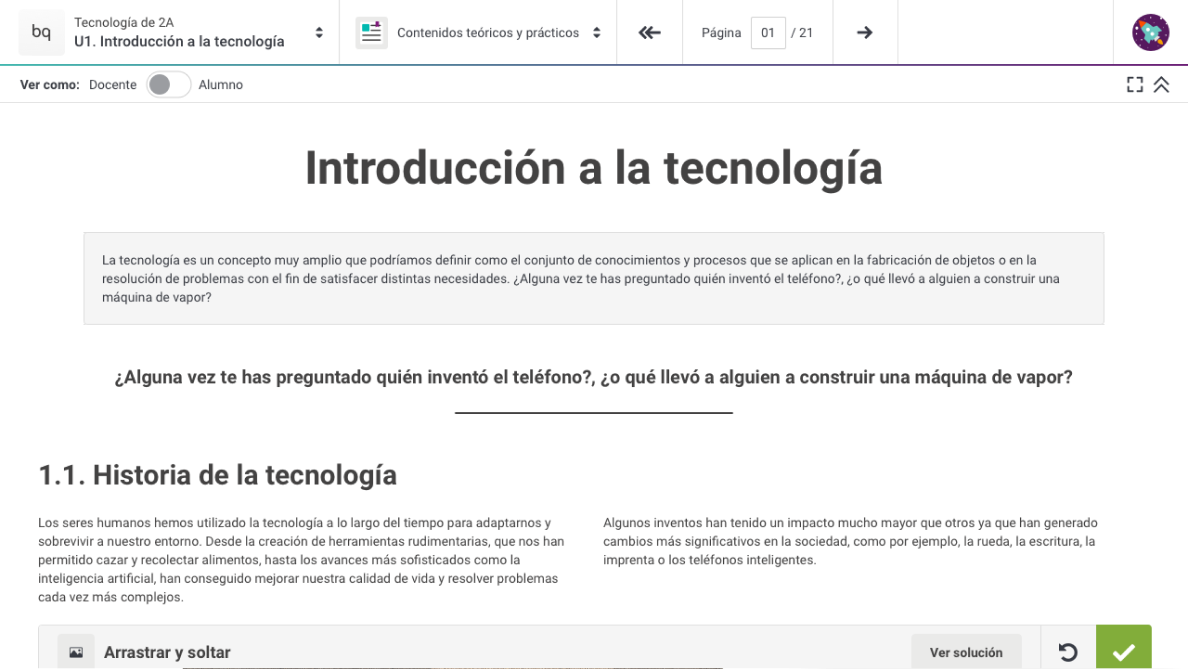 bq
Tecnología de 2A
U1. Introducción a la tecnología
Contenidos teóricos y prácticos
Página 01 / 21
Ver como: Docente Alumno
Introducción a la tecnología
La tecnología es un concepto muy amplio que podríamos definir como el conjunto de conocimientos y procesos que se aplican en la fabricación de objetos o en la
resolución de problemas con el fin de satisfacer distintas necesidades. ¿Alguna vez te has preguntado quién inventó el teléfono?, ¿o qué llevó a alguien a construir una
máquina de vapor?
¿Alguna vez te has preguntado quién inventó el teléfono?, ¿o qué llevó a alguien a construir una máquina de vapor?
1.1. Historia de la tecnología
Los seres humanos hemos utilizado la tecnología a lo largo del tiempo para adaptarnos y
sobrevivir a nuestro entorno. Desde la creación de herramientas rudimentarias, que nos han
permitido cazar y recolectar alimentos, hasta los avances más sofisticados como la
inteligencia artificial, han conseguido mejorar nuestra calidad de vida y resolver problemas
cada vez más complejos.
Algunos inventos han tenido un impacto mucho mayor que otros ya que han generado
cambios más significativos en la sociedad, como por ejemplo, la rueda, la escritura, la
imprenta o los teléfonos inteligentes.
Arrastrar y soltar
Ver solución